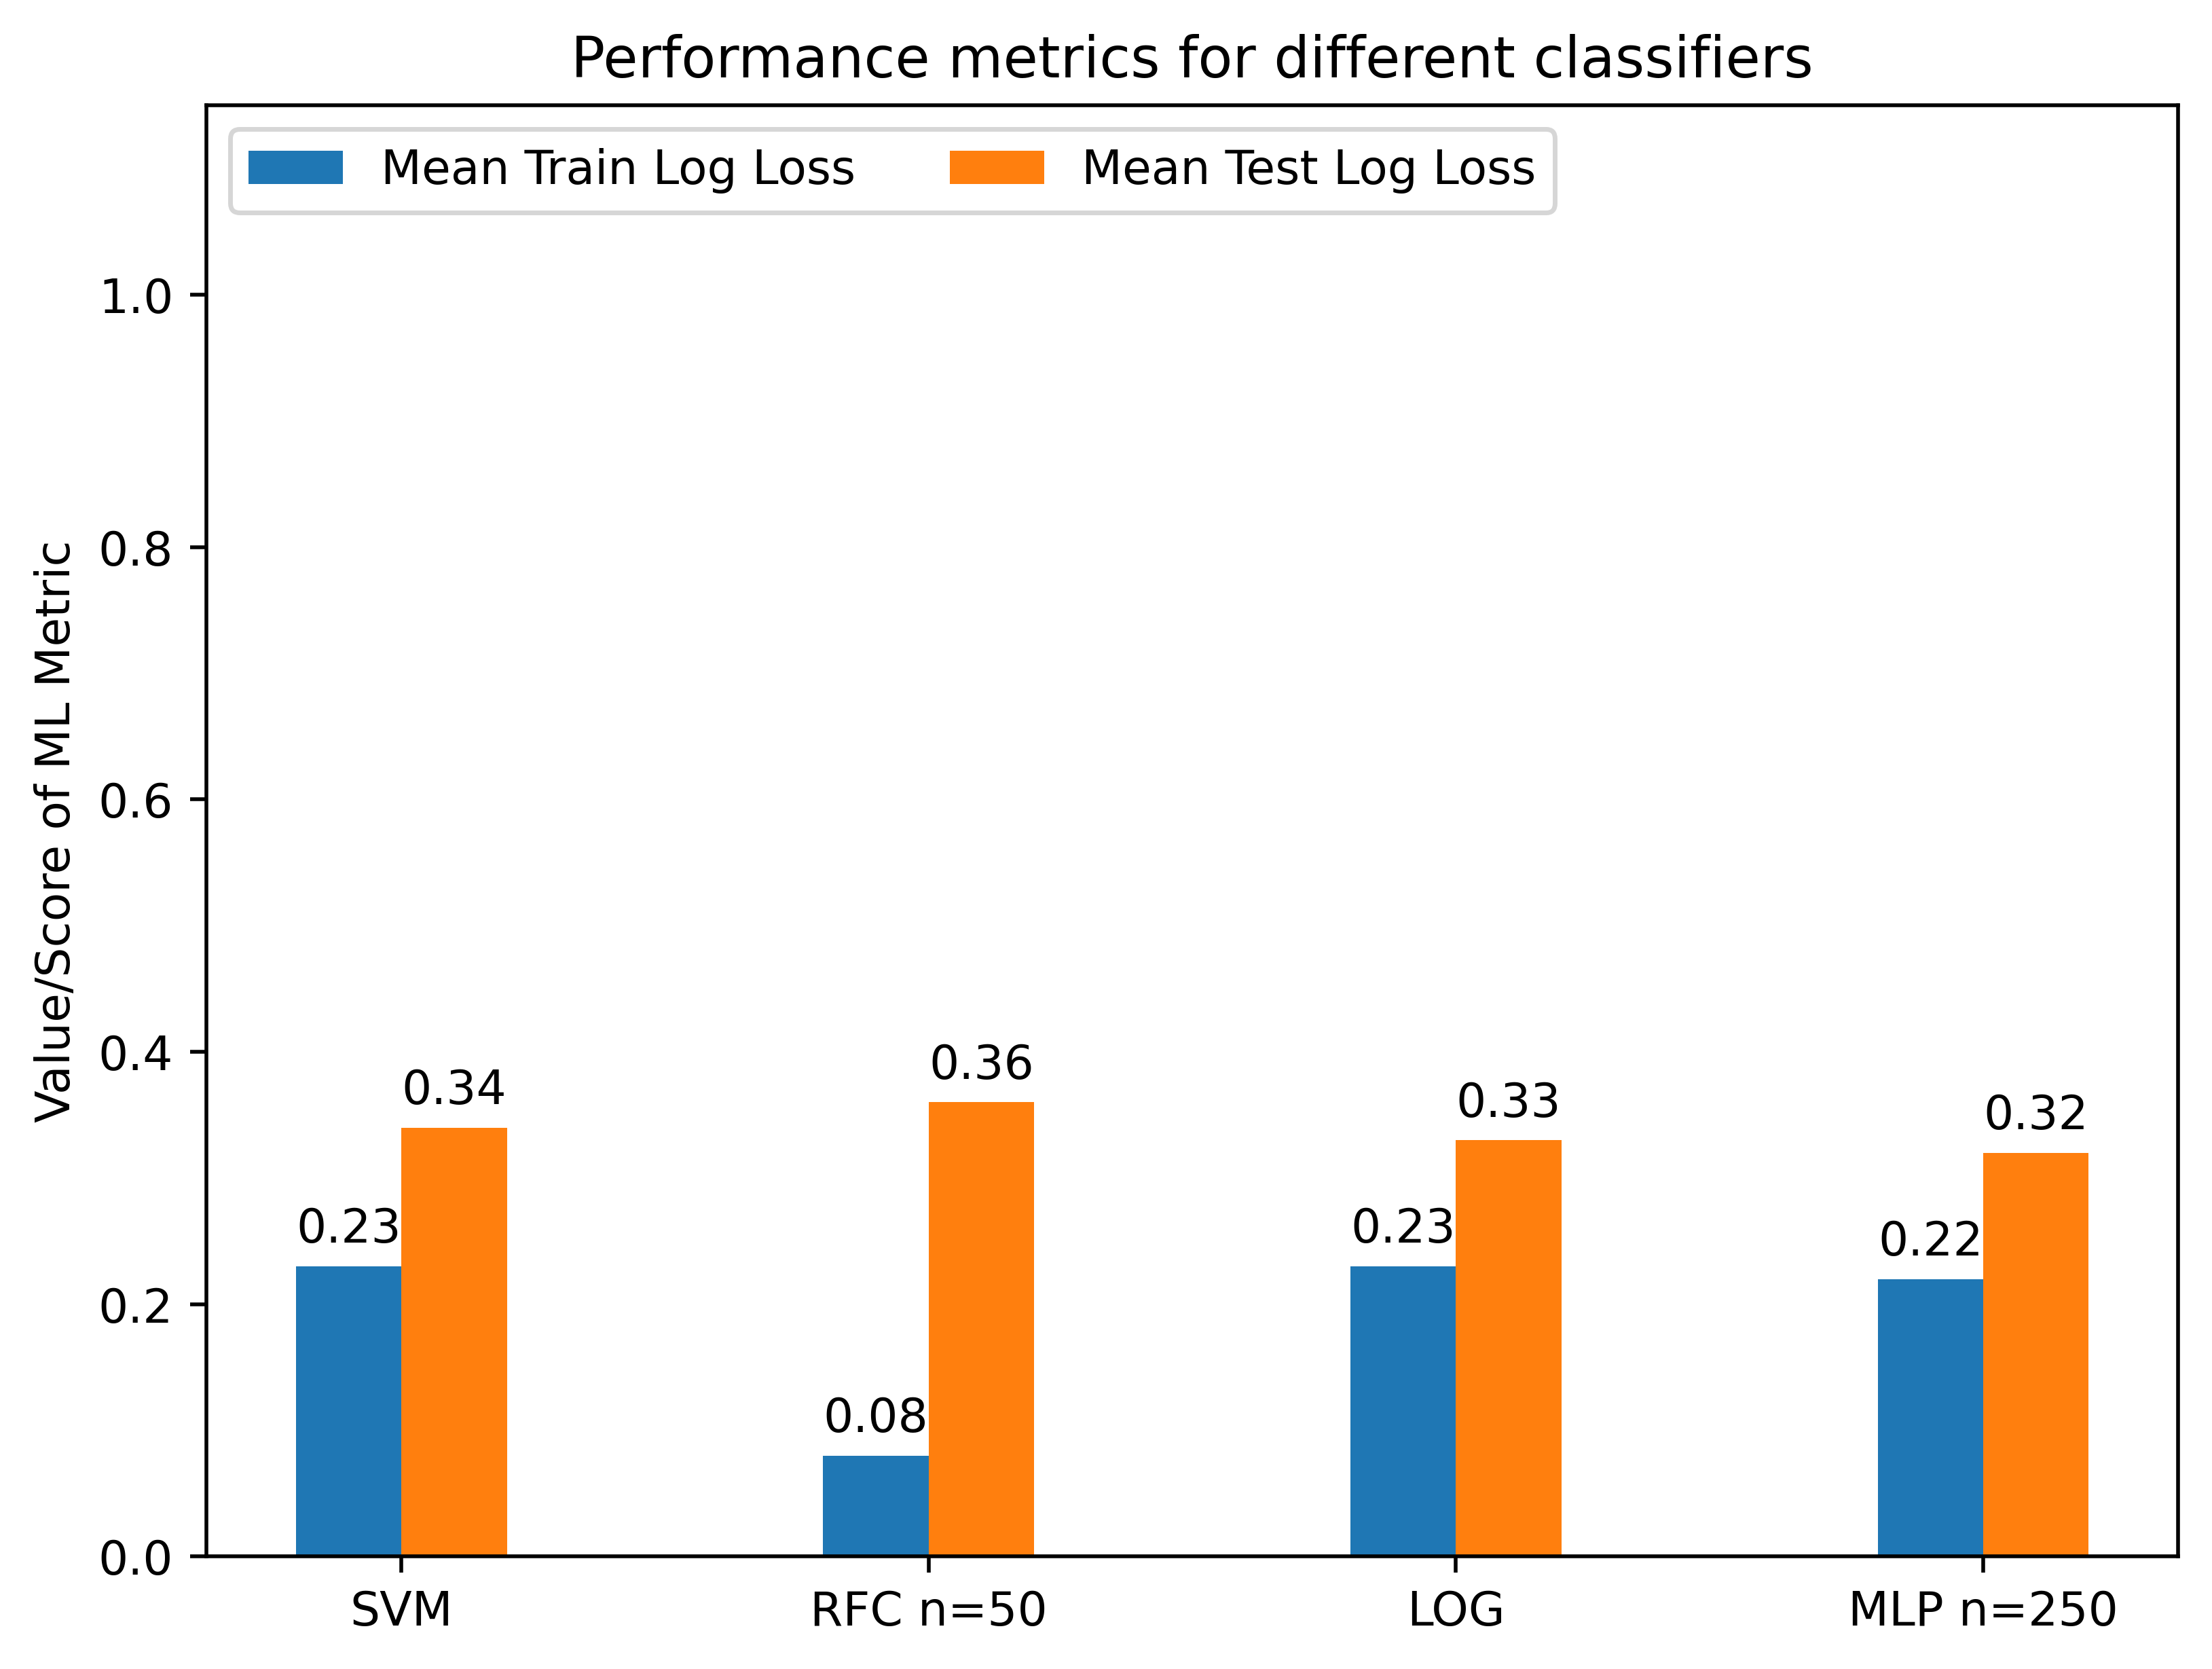 Performance metrics for different classifiers
Mean Train Log Loss
Mean Test Log Loss
Value/Score of ML Metric
1.0
0.8
0.6
0.4
0.2
0.0
0.23
0.34
0.08
0.36
0.23
0.33
0.22
0.32
SVM
RFC n=50
LOG
MLP n=250